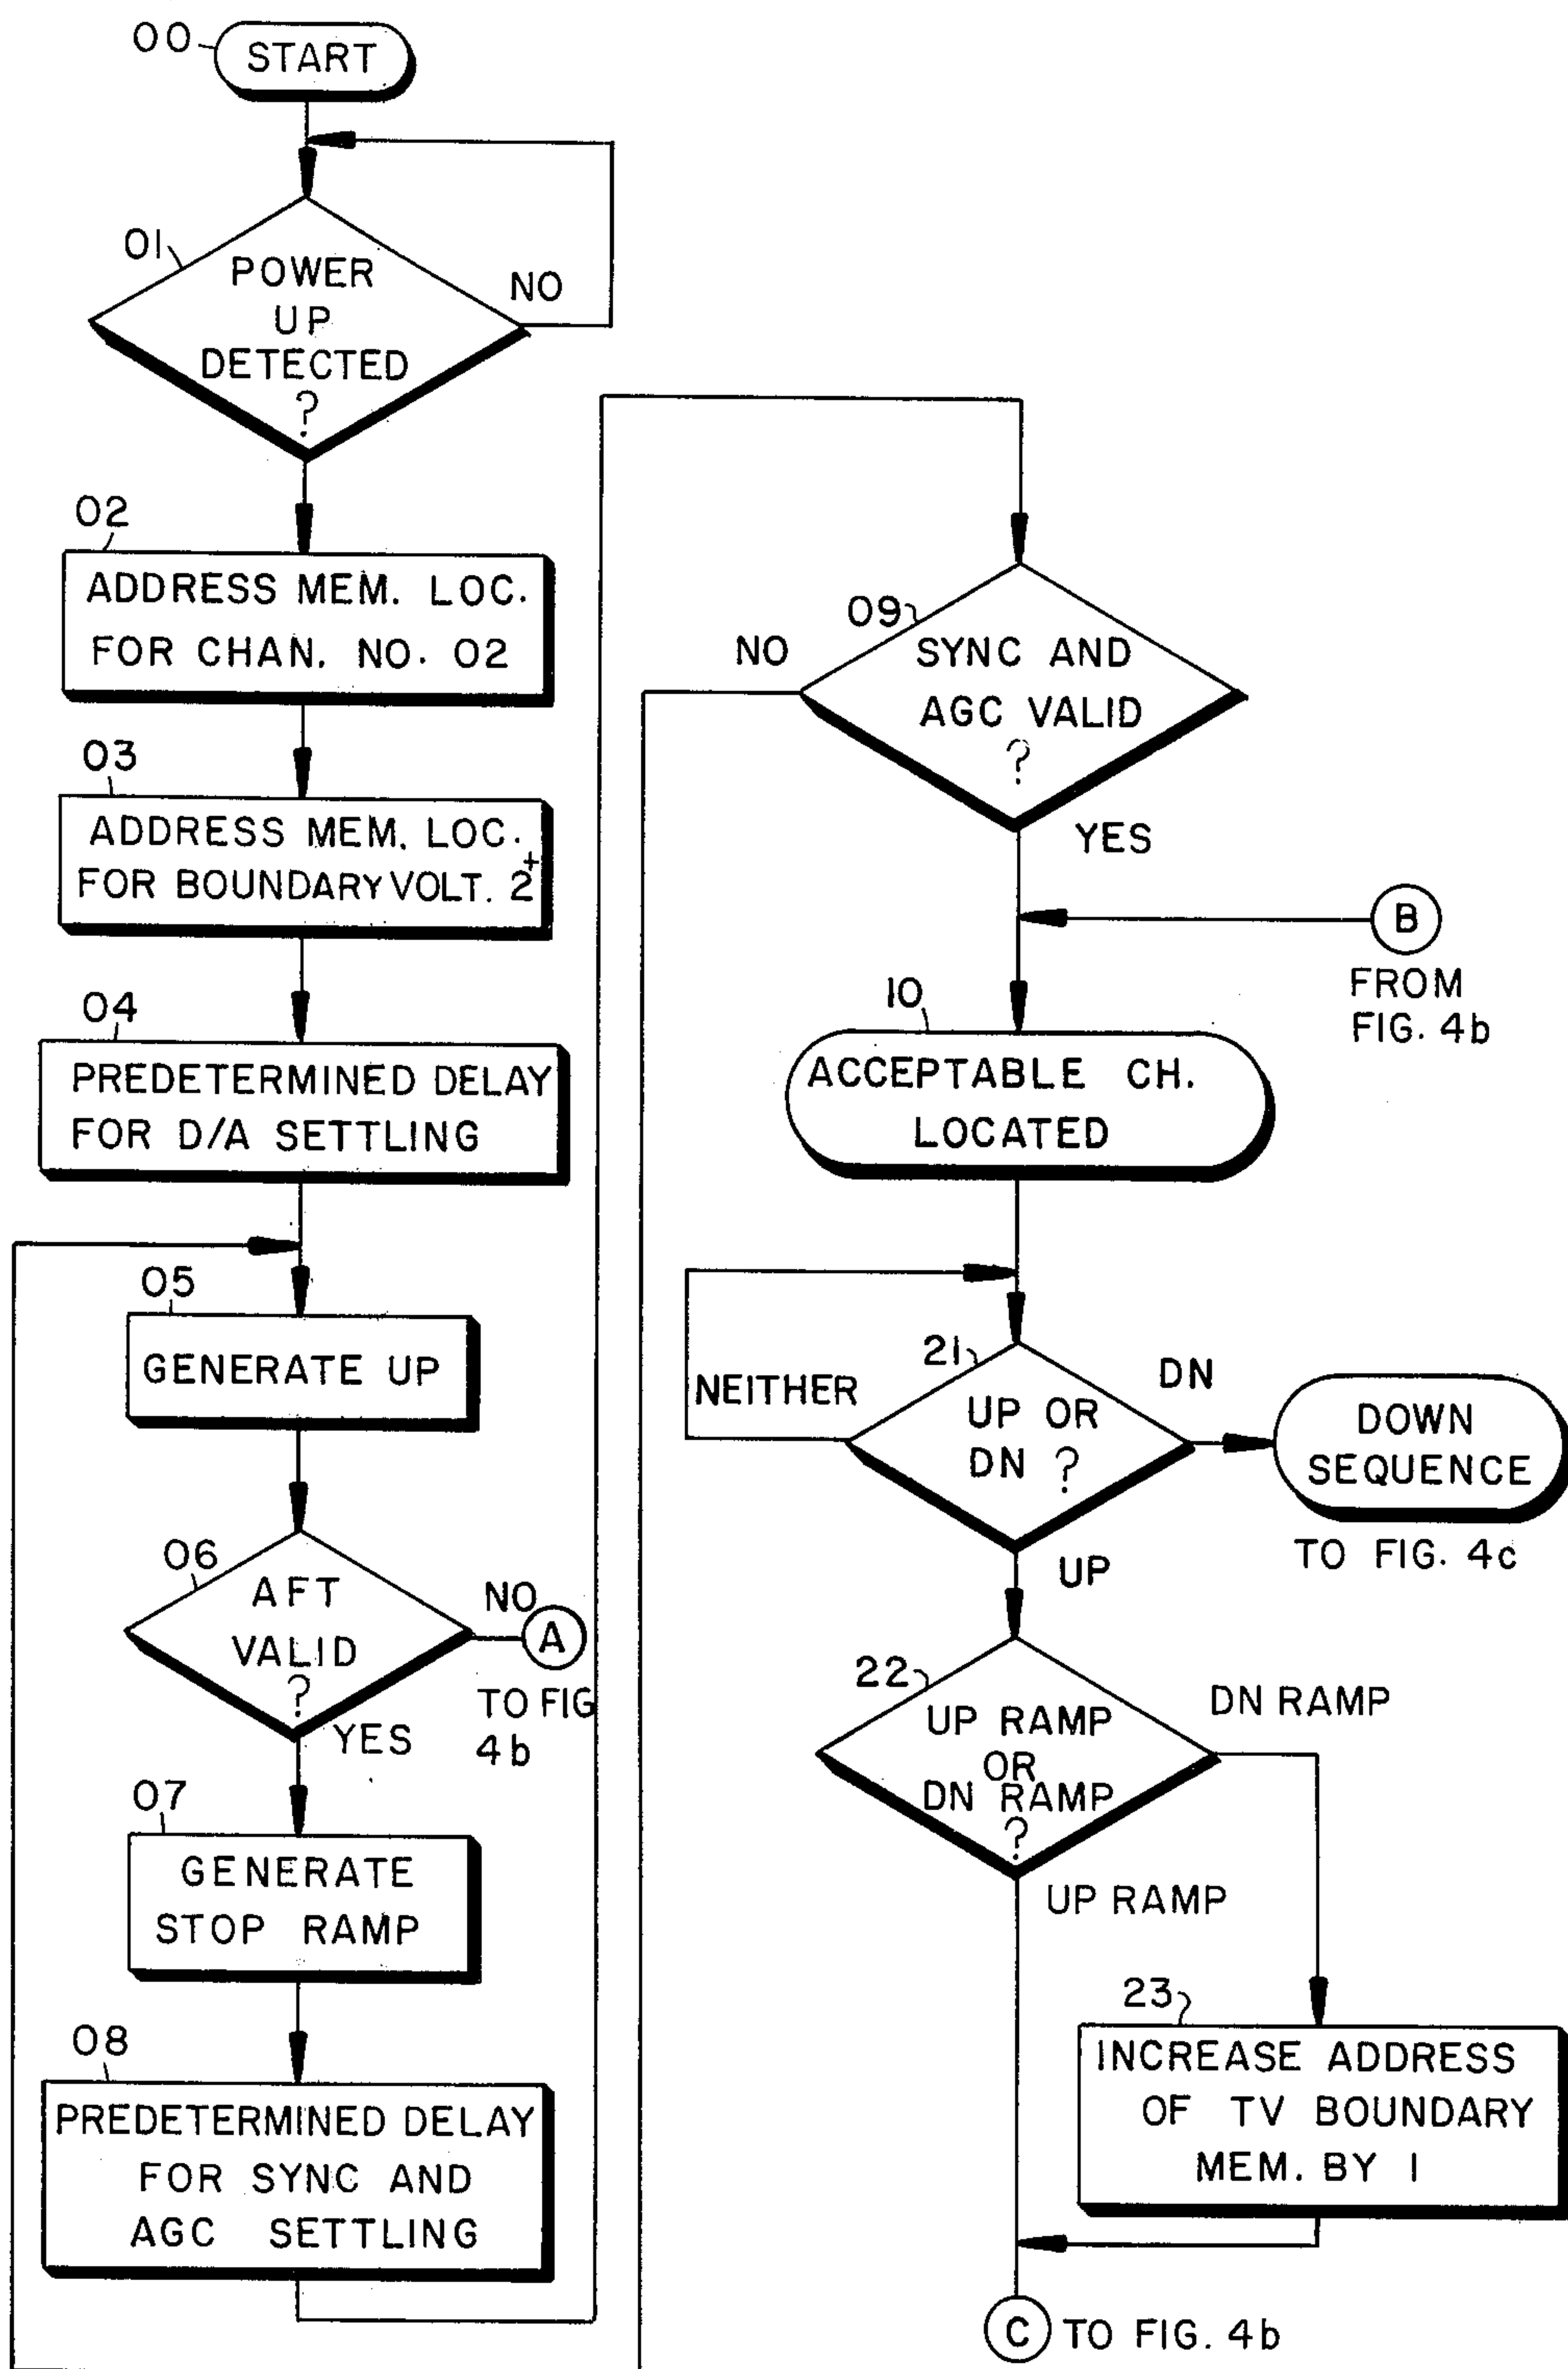 00
START
01
POWER
UP
DETECTED
?
NO
02
ADDRESS MEM. LOC.
FOR CHAN. NO. 02
03
ADDRESS MEM. LOC.
FOR BOUNDARY VOLT. 2+
04
PREDETERMINED DELAY
FOR D/A SETTLING
05
GENERATE UP
06
AFT
VALID
?
NO
A
TO FIG
4b
YES
07
GENERATE
STOP RAMP
08
PREDETERMINED DELAY
FOR SYNC AND
AGC SETTLING
09
NO
SYNC AND
AGC VALID
?
YES
B
FROM
FIG. 4b
10
ACCEPTABLE CH.
LOCATED
21
NEITHER
UP OR
DN ?
DN
DOWN
SEQUENCE
TO FIG. 4c
UP
22
UP RAMP
OR
DN RAMP
?
DN RAMP
UP RAMP
23
INCREASE ADDRESS
OF TV BOUNDARY
MEM. BY 1
C TO FIG. 4b